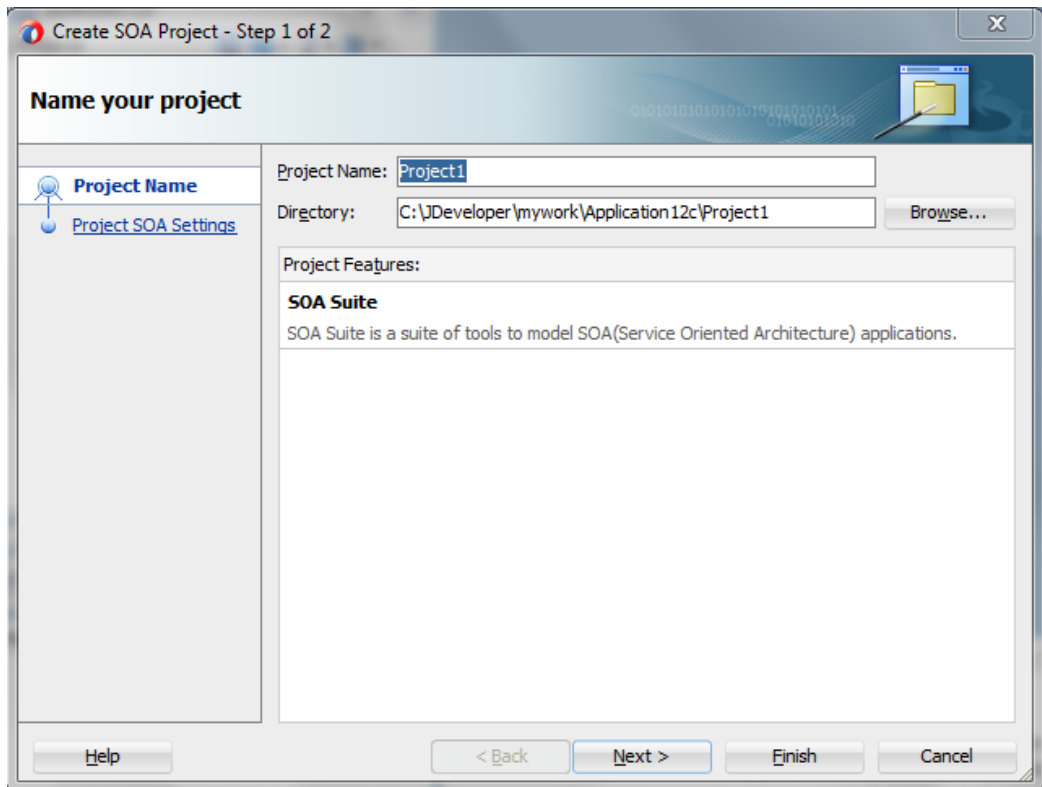 Create SOA Project - Step 1 of 2
X
Name your project
Project Name
Project SOA Settings
Project Name: Project1
Directory: C:\JDeveloper\mywork\Application12c\Project1 Browse...
Project Features:
SOA Suite
SOA Suite is a suite of tools to model SOA(Service Oriented Architecture) applications.
Help < Back Next > Finish Cancel